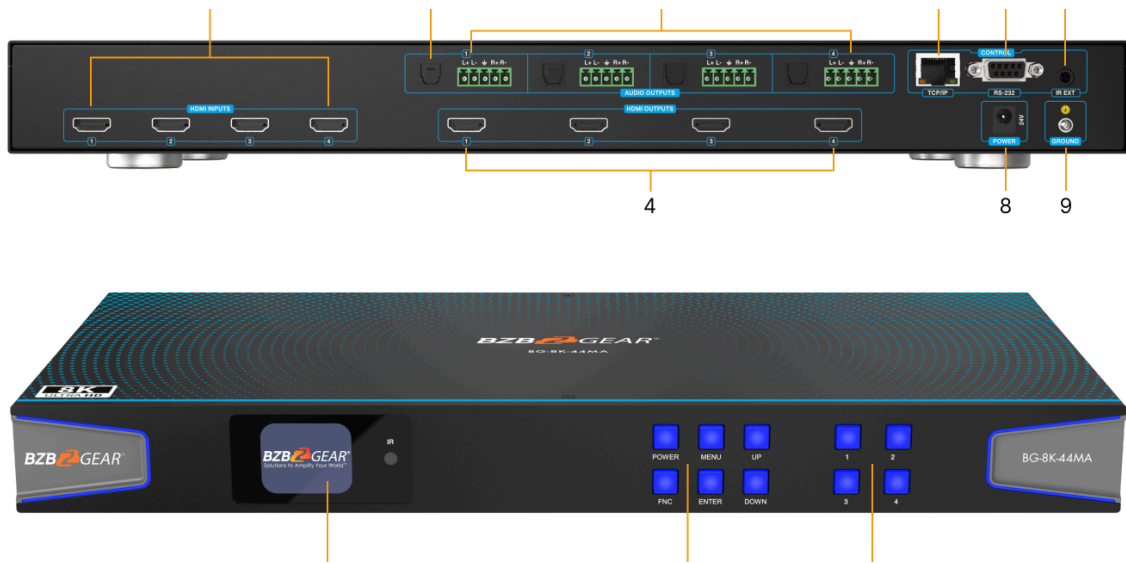 1 2 3 4
L+ L- R+ R- L+ L- R+ R- L+ L- R+ R- L+ L- R+ R-
CONTROL
AUDIO OUTPUTS
TCP/IP RS-232 IR EXT
HDMI INPUTS
HDMI OUTPUTS
24V
1 2 3 4 1 2 3 4
POWER GROUND
4 8 9
BZB GEAR
BG-8K-44MA
8K
ULTRA HD
BZB GEAR
BZB GEAR
Solutions to Amplify Your World
IR
POWER MENU UP
FNC ENTER DOWN
1 2
3 4
BG-8K-44MA